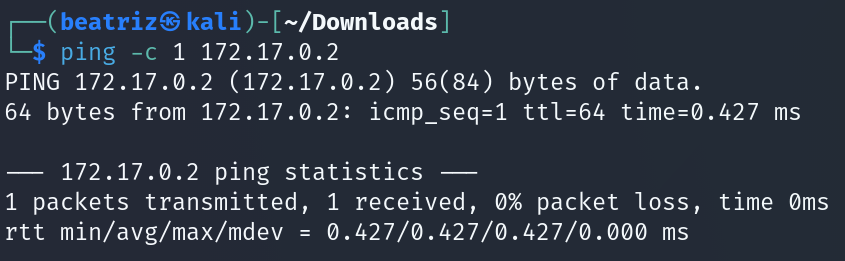 ┌──(beatriz㉿kali)-[~/Downloads]
└─$ ping -c 1 172.17.0.2
PING 172.17.0.2 (172.17.0.2) 56(84) bytes of data.
64 bytes from 172.17.0.2: icmp_seq=1 ttl=64 time=0.427 ms

--- 172.17.0.2 ping statistics ---
1 packets transmitted, 1 received, 0% packet loss, time 0ms
rtt min/avg/max/mdev = 0.427/0.427/0.427/0.000 ms